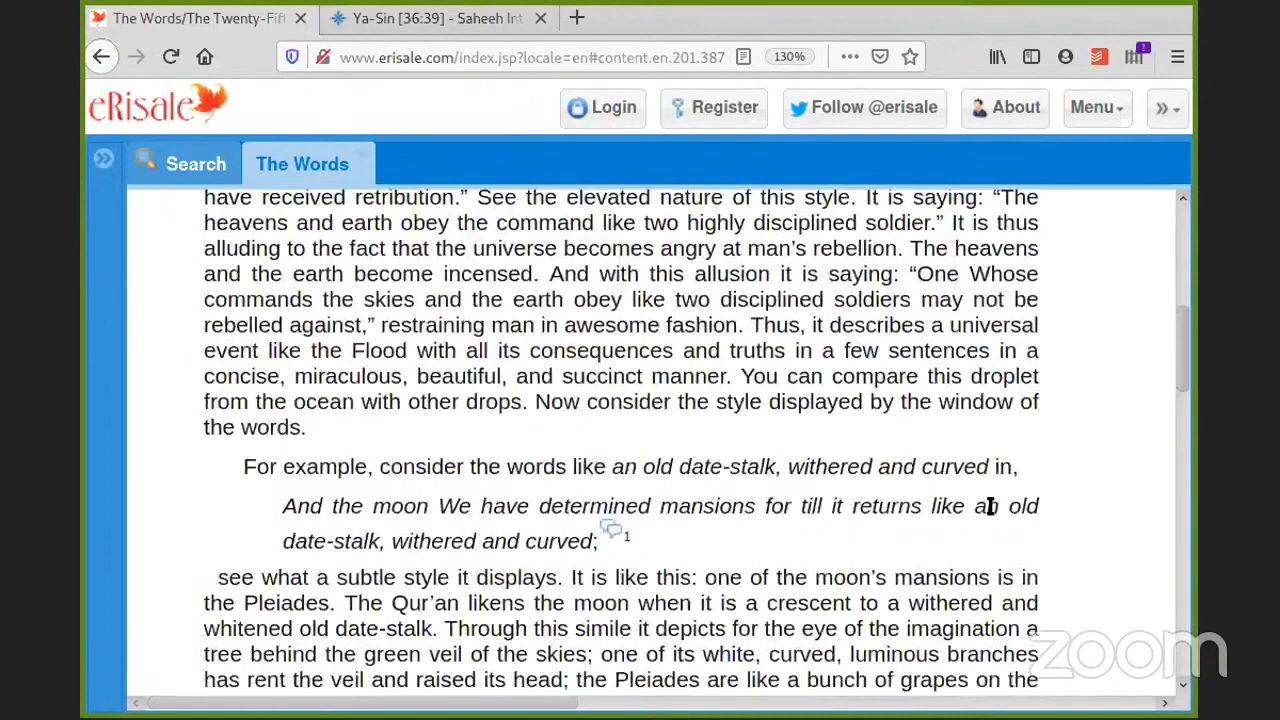 The Words/The Twenty-Fif
Ya-Sin [36:39] - Saheeh Int
www.erisale.com/index.jsp?locale=en#content.en.201.387
130%
eRisale
Login
Register
Follow @erisale
About
Menu
Search
The Words
have received retribution.” See the elevated nature of this style. It is saying: “The
heavens and earth obey the command like two highly disciplined soldier.” It is thus
alluding to the fact that the universe becomes angry at man’s rebellion. The heavens
and the earth become incensed. And with this allusion it is saying: “One Whose
commands the skies and the earth obey like two disciplined soldiers may not be
rebelled against,” restraining man in awesome fashion. Thus, it describes a universal
event like the Flood with all its consequences and truths in a few sentences in a
concise, miraculous, beautiful, and succinct manner. You can compare this droplet
from the ocean with other drops. Now consider the style displayed by the window of
the words.
For example, consider the words like an old date-stalk, withered and curved in,
And the moon We have determined mansions for till it returns like an old
date-stalk, withered and curved; 1
see what a subtle style it displays. It is like this: one of the moon’s mansions is in
the Pleiades. The Qur’an likens the moon when it is a crescent to a withered and
whitened old date-stalk. Through this simile it depicts for the eye of the imagination a
tree behind the green veil of the skies; one of its white, curved, luminous branches
has rent the veil and raised its head; the Pleiades are like a bunch of grapes on the
zoom